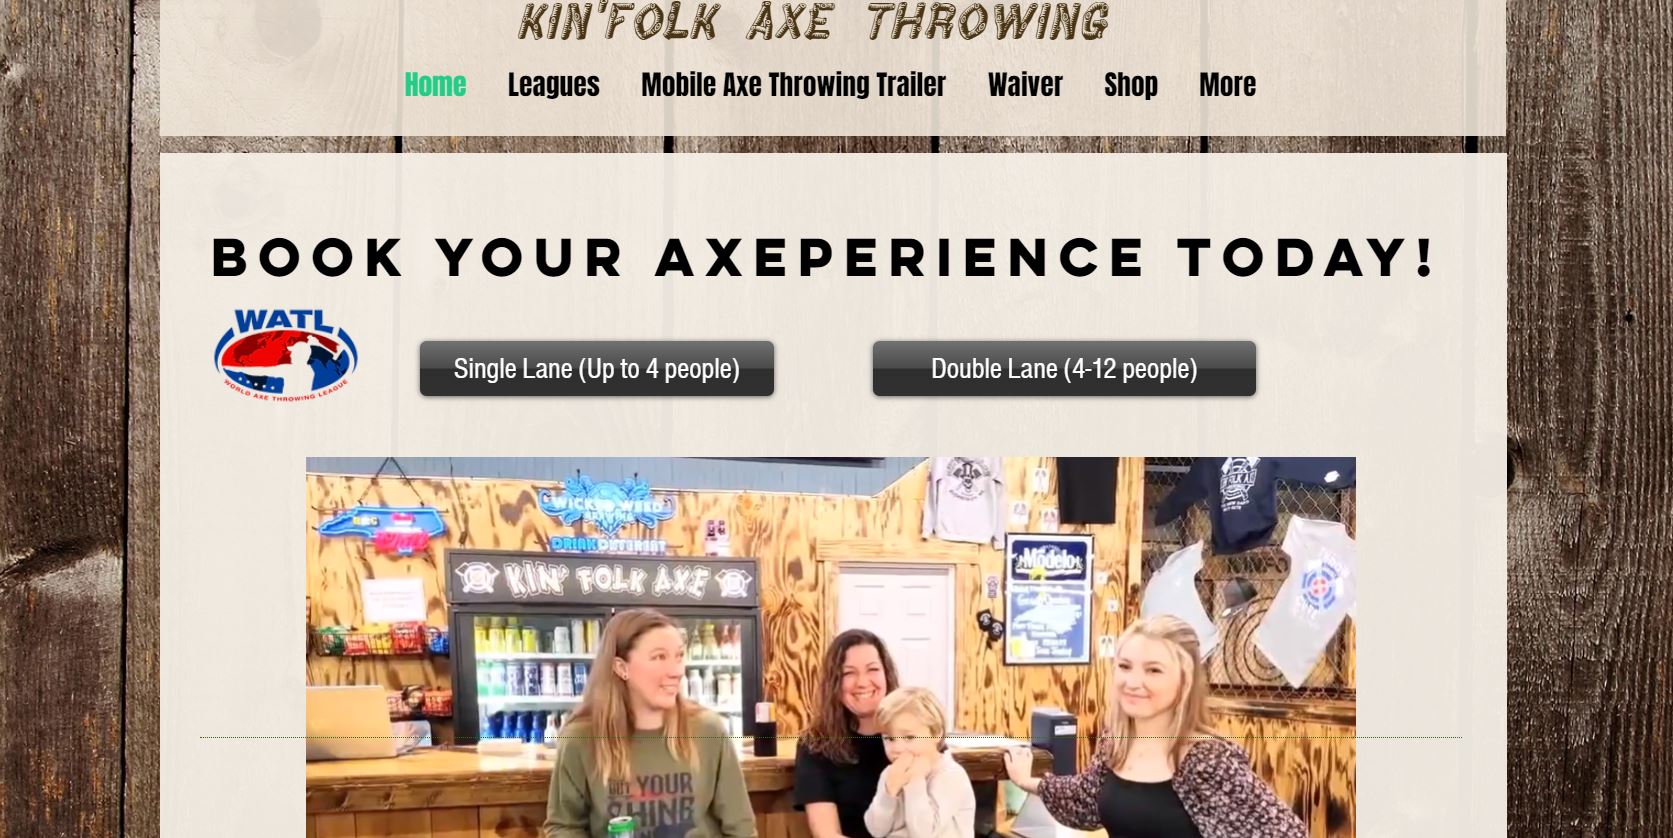 KIN'FOLK AXE THROWING
Home Leagues Mobile Axe Throwing Trailer Waiver Shop More
BOOK YOUR AXEPERIENCE TODAY!
WATL
WORLD AXE THROWING LEAGUE
Single Lane (Up to 4 people) Double Lane (4-12 people)
WICKED WEED
BREWING
DRINK DIFFERENT
KIN' FOLK AXE
Modelo
YOUR
SHINE